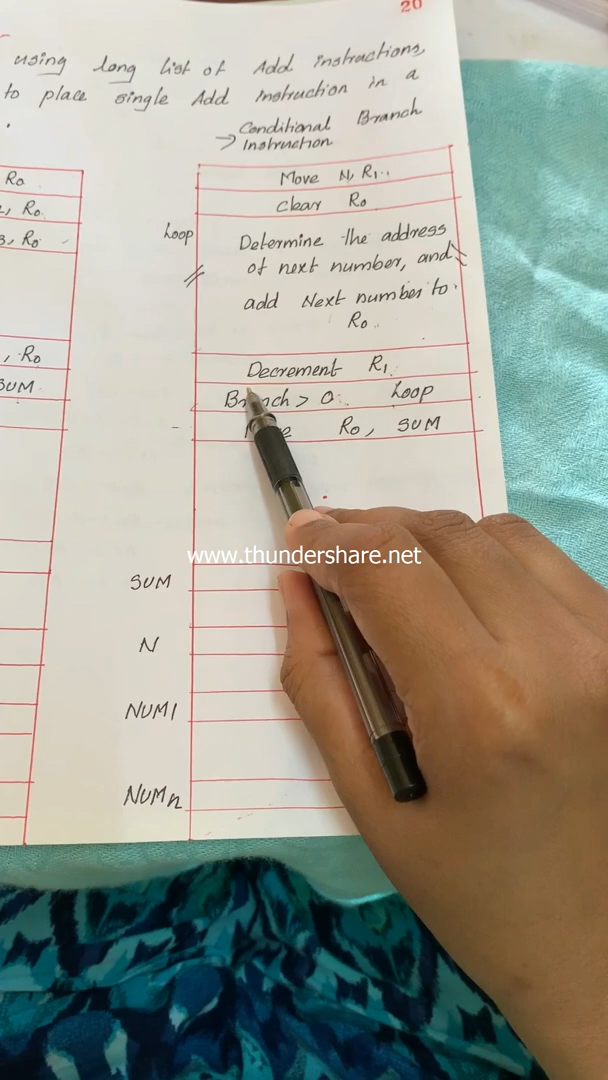 20
using long list of Add instructions,
to place single Add Instruction in a
.
→ Conditional Branch
Instruction
Ro
, Ro
3, Ro
, Ro
SUM
Move N, R1
Clear Ro
Loop
Determine the address
of next number, and
add Next number to
Ro
Decrement R1
Branch > 0 Loop
Ro, SUM
www.thundershare.net
SUM
N
NUM1
NUMn